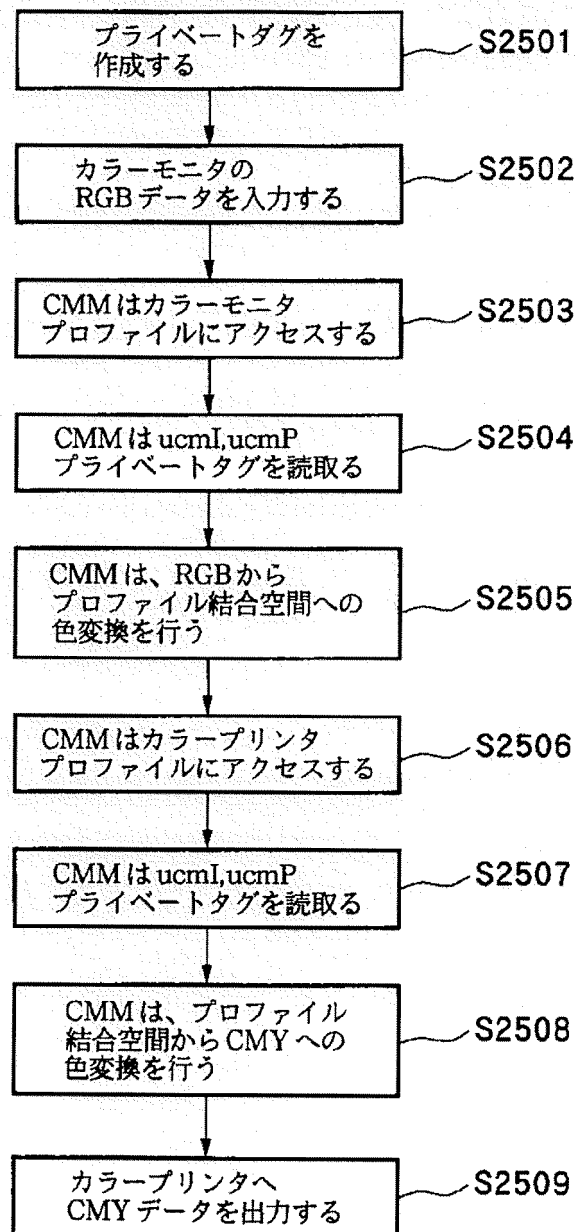 プライベートダグを
作成する
S2501
カラーモニタの
RGBデータを入力する
S2502
CMMはカラーモニタ
プロファイルにアクセスする
S2503
CMMはucmI,ucmP
プライベートタグを読取る
S2504
CMMは、RGBから
プロファイル結合空間への
色変換を行う
S2505
CMMはカラープリンタ
プロファイルにアクセスする
S2506
CMMはucmI,ucmP
プライベートタグを読取る
S2507
CMMは、プロファイル
結合空間からCMYへの
色変換を行う
S2508
カラープリンタへ
CMYデータを出力する
S2509